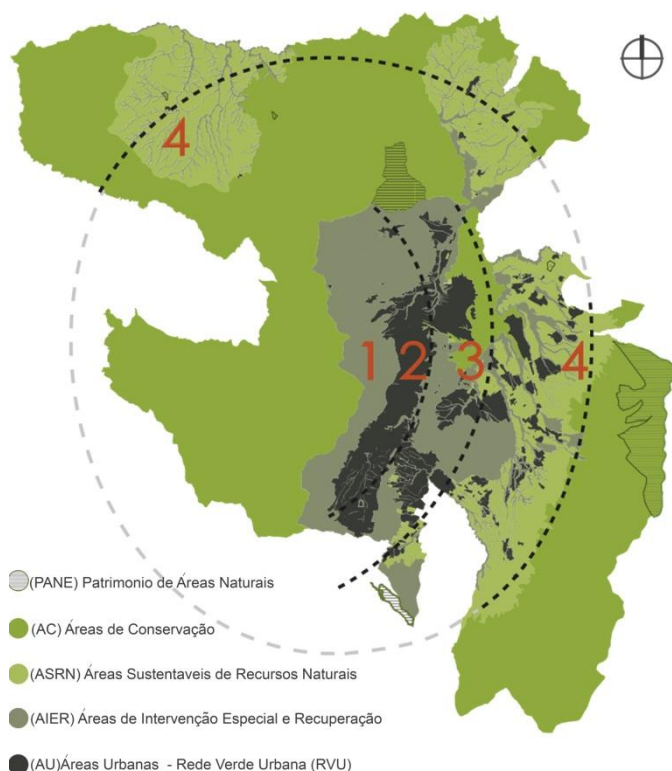 4
1
2
3
4
(PANE) Patrimonio de Áreas Naturais
(AC) Áreas de Conservação
(ASRN) Áreas Sustentaveis de Recursos Naturais
(AIER) Áreas de Intervenção Especial e Recuperação
(AU)Áreas Urbanas - Rede Verde Urbana (RVU)